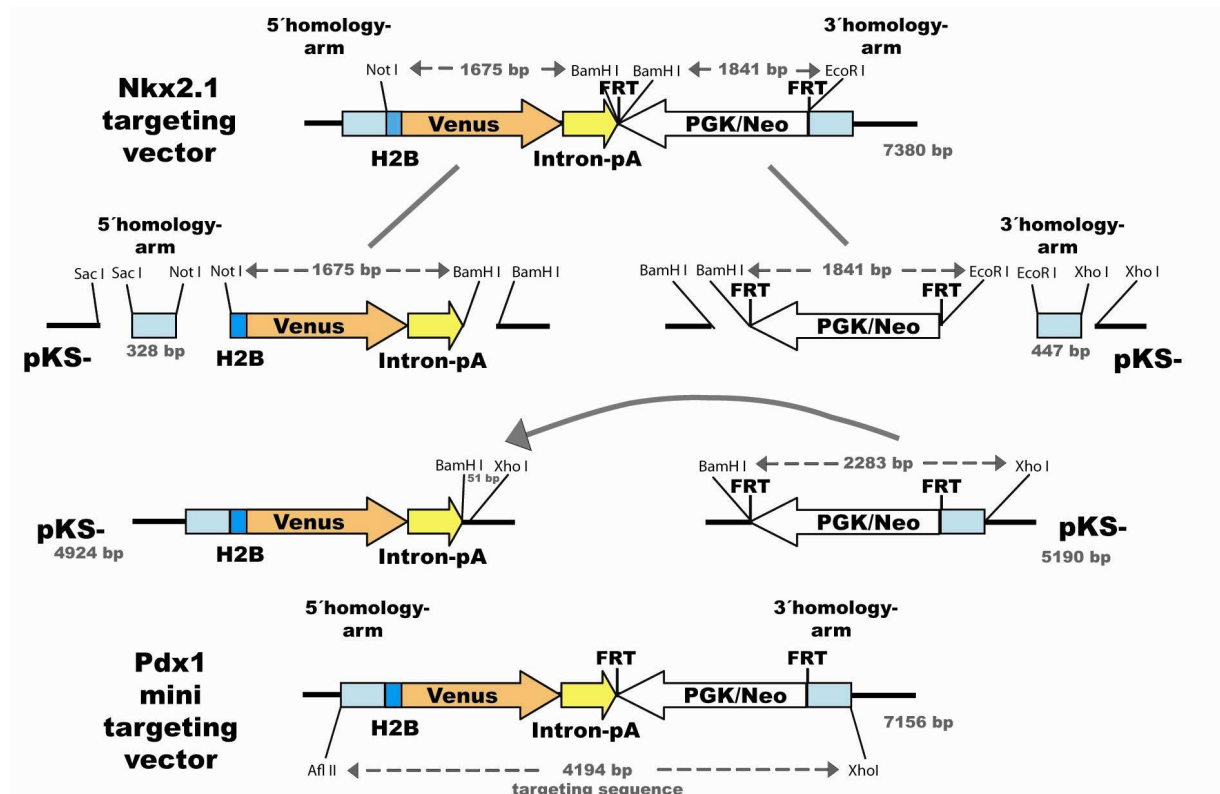 5´homology-
arm
3´homology-
arm
Not I
1675 bp
BamH I
BamH I
1841 bp
EcoR I
FRT
FRT
Nkx2.1
targeting
vector
Venus
PGK/Neo
H2B
Intron-pA
7380 bp
5´homology-
arm
3´homology-
arm
Sac I
Sac I
Not I
Not I
1675 bp
BamH I
BamH I
BamH I
BamH I
1841 bp
EcoR I
EcoR I
Xho I
Xho I
FRT
FRT
Venus
PGK/Neo
pKS-
328 bp
H2B
Intron-pA
447 bp
pKS-
BamH I
Xho I
51 bp
BamH I
2283 bp
Xho I
FRT
FRT
pKS-
4924 bp
Venus
H2B
Intron-pA
PGK/Neo
pKS-
5190 bp
5´homology-
arm
3´homology-
arm
Pdx1
mini
targeting
vector
FRT
FRT
Venus
PGK/Neo
H2B
Intron-pA
7156 bp
Afl II
4194 bp
XhoI
targeting sequence